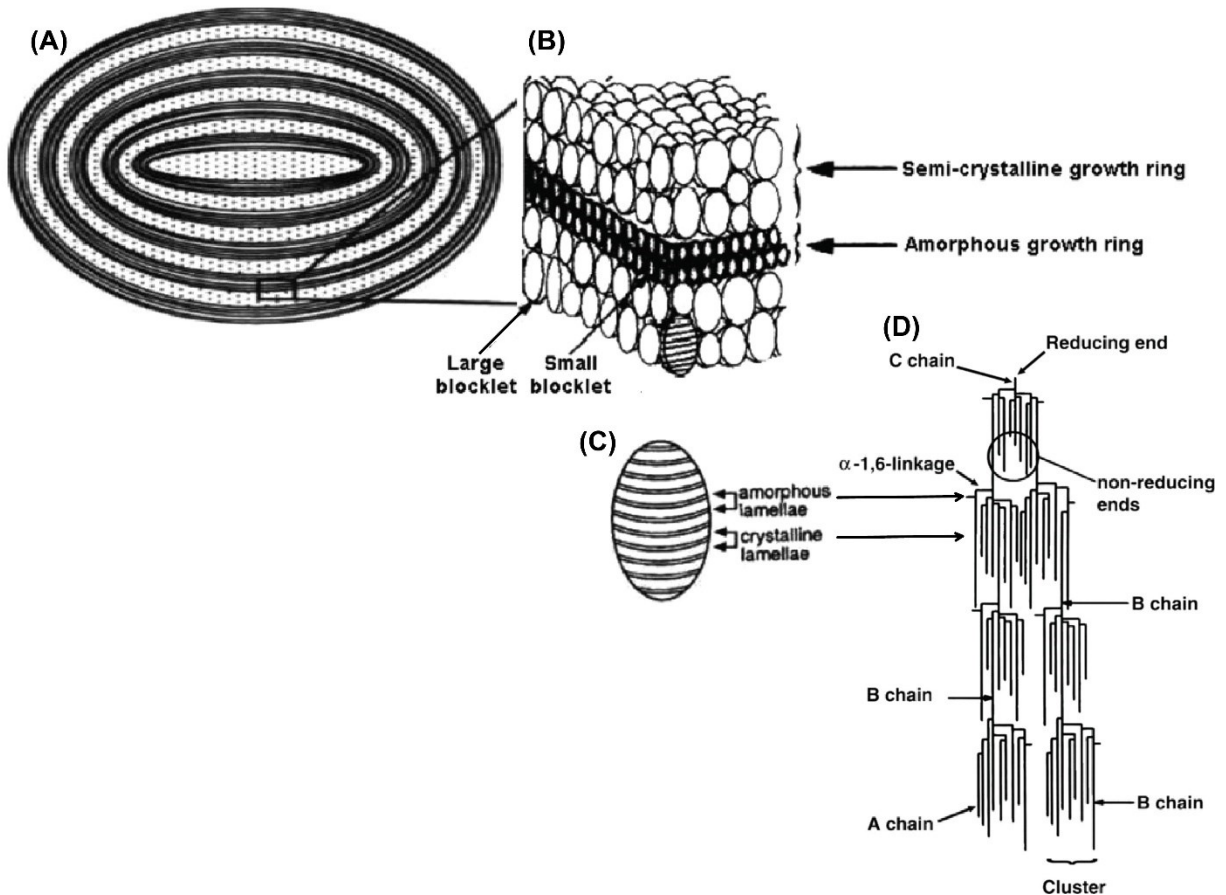 (A)
(B)
Semi-crystalline growth ring
Amorphous growth ring
Large
blocklet
Small
blocklet
(C)
amorphous
lamellae
crystalline
lamellae
(D)
Reducing end
C chain
α-1,6-linkage
non-reducing
ends
B chain
B chain
A chain
B chain
Cluster